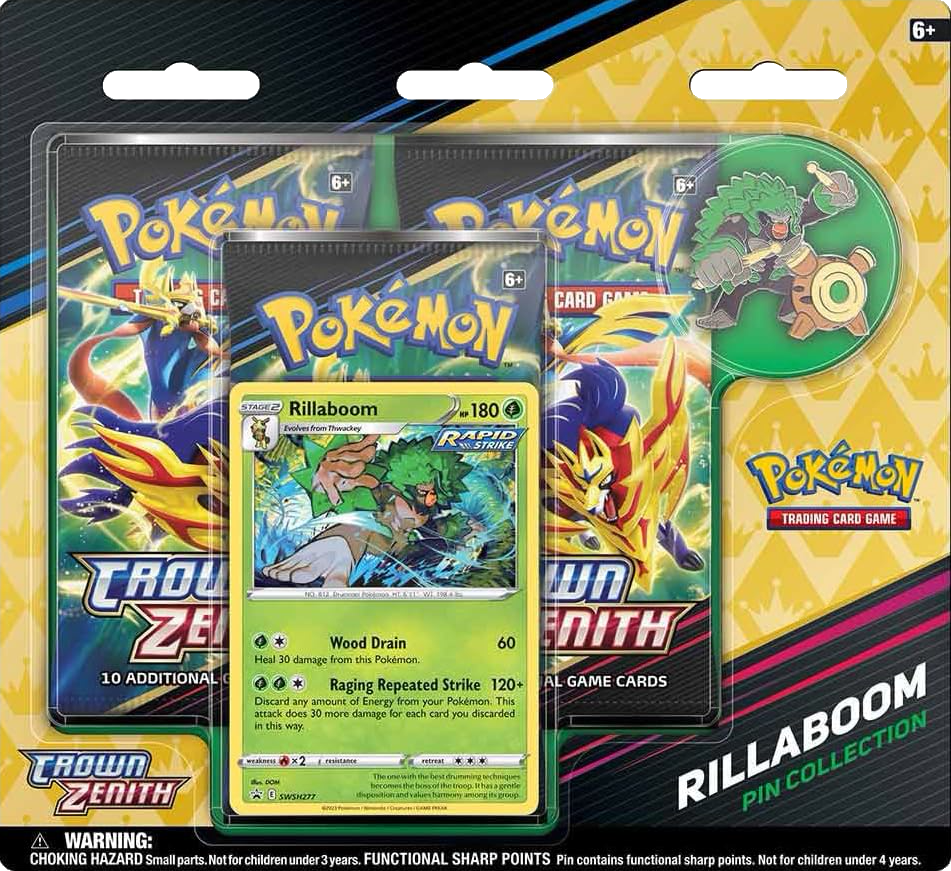 6+
Pokémon
6+
Pokémon
6+
CARD GAME
Pokémon
6+
STAGE 2 Rillaboom HP 180
Evolves from Thwackey
RAPID
STRIKE
NO. 812 Drummer Pokémon HT: 6'11" WT: 198.4 lbs.
Wood Drain 60
Heal 30 damage from this Pokémon.
Raging Repeated Strike 120+
Discard any amount of Energy from your Pokémon. This
attack does 30 more damage for each card you discarded
in this way.
weakness ×2 resistance retreat
Illus. DOM
The one with the best drumming techniques
becomes the boss of the troop. It has a gentle
disposition and values harmony among its group.
E SWSH277
©2023 Pokémon / Nintendo / Creatures / GAME FREAK
CROW
ZE
10 ADDITIONAL G
WN
ENITH
AL GAME CARDS
Pokémon
TRADING CARD GAME
RILLABOOM
PIN COLLECTION
CROWN
ZENITH
WARNING:
CHOKING HAZARD Small parts. Not for children under 3 years. FUNCTIONAL SHARP POINTS Pin contains functional sharp points. Not for children under 4 years.